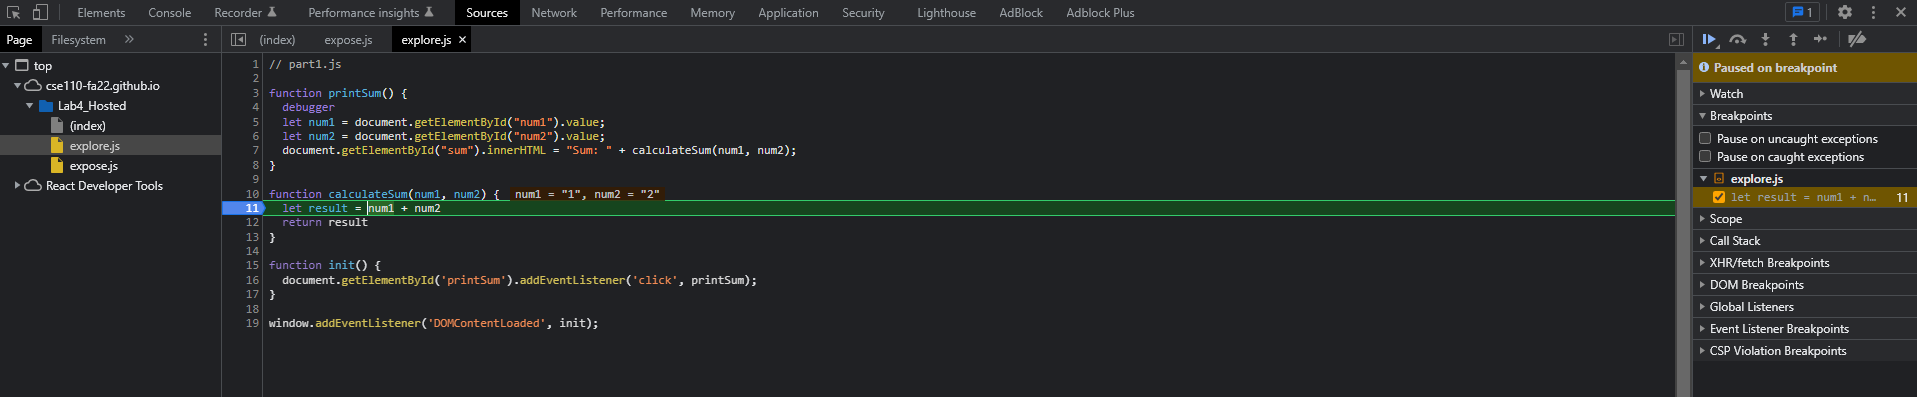 Elements Console Recorder Performance insights Sources Network Performance Memory Application Security Lighthouse AdBlock Adblock Plus 1
Page Filesystem
(index) expose.js explore.js
top
cse110-fa22.github.io
Lab4_Hosted
(index)
explore.js
expose.js
React Developer Tools
1 // part1.js
2
3 function printSum() {
4 debugger
5 let num1 = document.getElementById("num1").value;
6 let num2 = document.getElementById("num2").value;
7 document.getElementById("sum").innerHTML = "Sum: " + calculateSum(num1, num2);
8 }
9
10 function calculateSum(num1, num2) { num1 = "1", num2 = "2"
11 let result = num1 + num2
12 return result
13 }
14
15 function init() {
16 document.getElementById('printSum').addEventListener('click', printSum);
17 }
18
19 window.addEventListener('DOMContentLoaded', init);
Paused on breakpoint
Watch
Breakpoints
Pause on uncaught exceptions
Pause on caught exceptions
explore.js
let result = num1 + n… 11
Scope
Call Stack
XHR/fetch Breakpoints
DOM Breakpoints
Global Listeners
Event Listener Breakpoints
CSP Violation Breakpoints